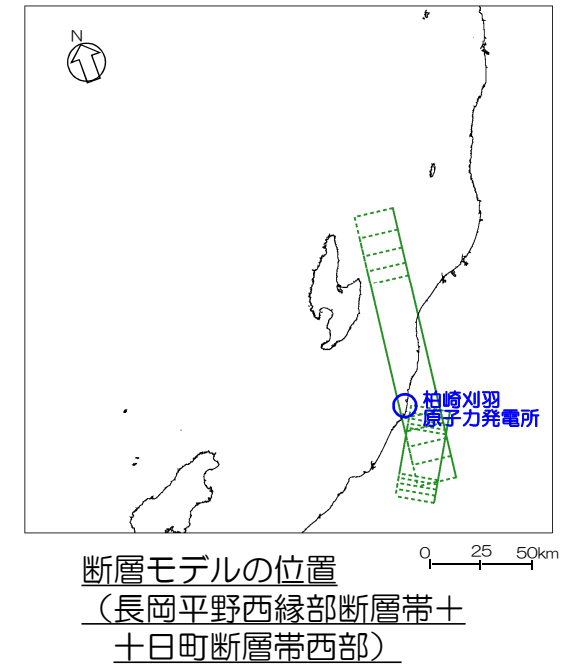 N
柏崎刈羽
原子力発電所
0 25 50km
断層モデルの位置
(長岡平野西縁部断層帯＋
十日町断層帯西部)